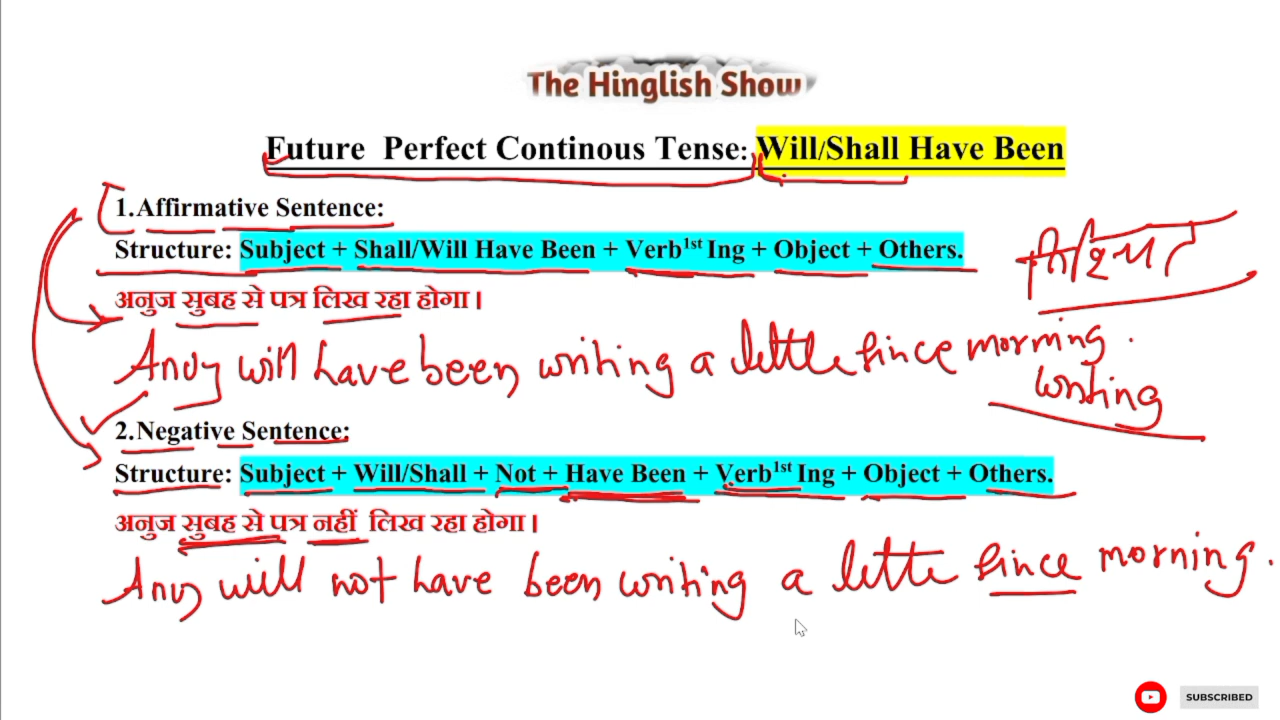 The Hinglish Show
Future Perfect Continous Tense: Will/Shall Have Been
1.Affirmative Sentence:
Structure: Subject + Shall/Will Have Been + Verb1st Ing + Object + Others.
अनुज सुबह से पत्र लिख रहा होगा।
Anuj will have been writing a lettle since morning.
writing
2.Negative Sentence:
Structure: Subject + Will/Shall + Not + Have Been + Verb1st Ing + Object + Others.
अनुज सुबह से पत्र नहीं लिख रहा होगा।
Anuj will not have been writing a lette since morning.
SUBSCRIBED